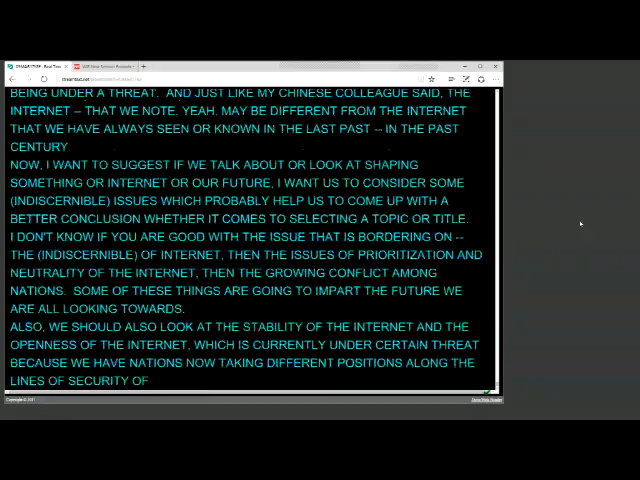 STREAMTEXT.NET - Real Tim
streamtext.net
BEING UNDER A THREAT. AND JUST LIKE MY CHINESE COLLEAGUE SAID, THE
INTERNET -- THAT WE NOTE, YEAH, MAY BE DIFFERENT FROM THE INTERNET
THAT WE HAVE ALWAYS SEEN OR KNOWN IN THE LAST PAST -- IN THE PAST
CENTURY
NOW, I WANT TO SUGGEST IF WE TALK ABOUT OR LOOK AT SHAPING
SOMETHING OR INTERNET OR OUR FUTURE, I WANT US TO CONSIDER SOME
(INDISCERNIBLE) ISSUES WHICH PROBABLY HELP US TO COME UP WITH A
BETTER CONCLUSION WHETHER IT COMES TO SELECTING A TOPIC OR TITLE.
I DON'T KNOW IF YOU ARE GOOD WITH THE ISSUE THAT IS BORDERING ON --
THE (INDISCERNIBLE) OF INTERNET, THEN THE ISSUES OF PRIORITIZATION AND
NEUTRALITY OF THE INTERNET, THEN THE GROWING CONFLICT AMONG
NATIONS. SOME OF THESE THINGS ARE GOING TO IMPART THE FUTURE WE
ARE ALL LOOKING TOWARDS.
ALSO, WE SHOULD ALSO LOOK AT THE STABILITY OF THE INTERNET AND THE
OPENNESS OF THE INTERNET, WHICH IS CURRENTLY UNDER CERTAIN THREAT
BECAUSE WE HAVE NATIONS NOW TAKING DIFFERENT POSITIONS ALONG THE
LINES OF SECURITY OF